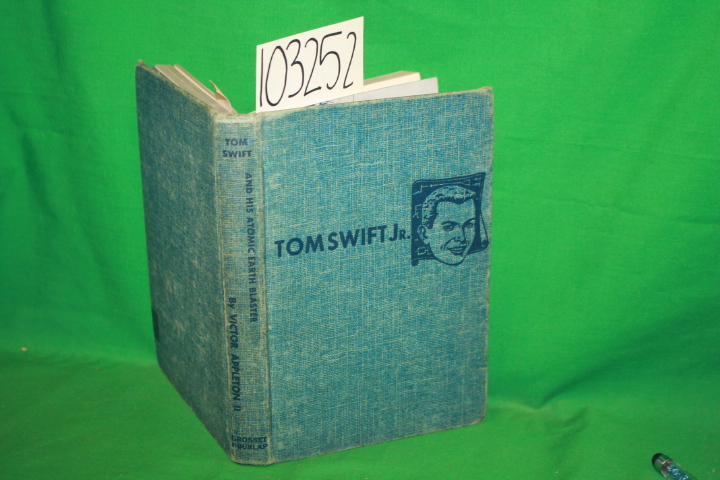 103252
TOM
SWIFT
AND HIS ATOMIC EARTH BLASTER
By VICTOR APPLETON II
GROSSET
& DUNLAP
TOM SWIFT JR.